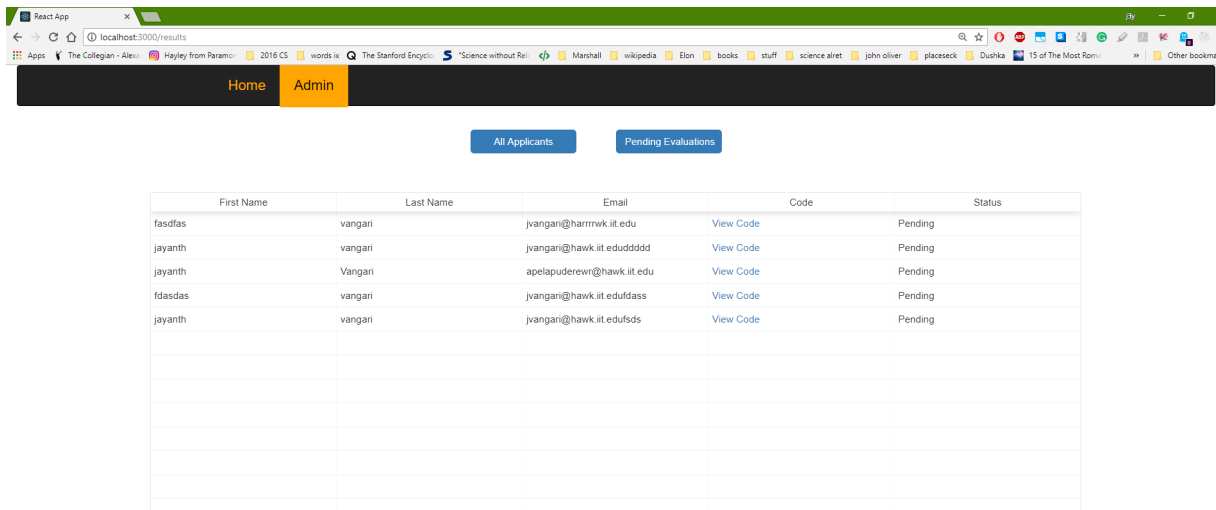 React App
jay
localhost:3000/results
Apps The Collegian - Alexa Hayley from Paramor 2016 CS words ix The Stanford Encyclo "Science without Reli Marshall wikipedia Elon books stuff science alret john oliver placeseck Dushka 15 of The Most Roma » Other bookma
Home Admin
All Applicants Pending Evaluations
First Name Last Name Email Code Status
fasdfas vangari jvangari@harrrrwk.iit.edu View Code Pending
jayanth vangari jvangari@hawk.iit.eduddddd View Code Pending
jayanth Vangari apelapuderewr@hawk.iit.edu View Code Pending
fdasdas vangari jvangari@hawk.iit.edufdass View Code Pending
jayanth vangari jvangari@hawk.iit.edufsds View Code Pending